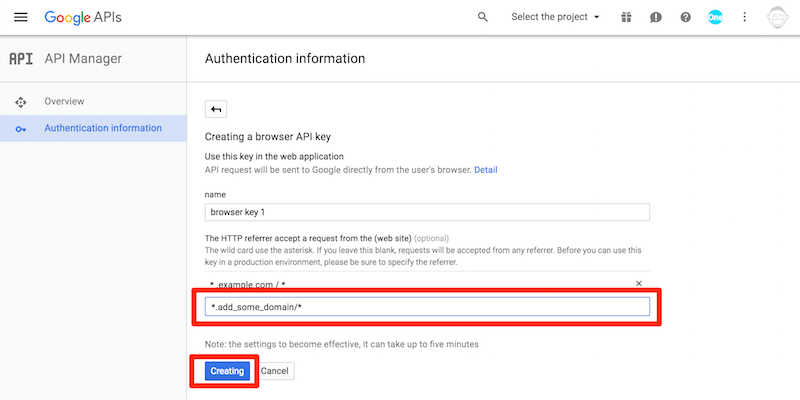 Google APIs
Select the project
One
API API Manager
Authentication information
Overview
Authentication information
Creating a browser API key
Use this key in the web application
API request will be sent to Google directly from the user's browser. Detail
name
browser key 1
The HTTP referrer accept a request from the (web site) (optional)
The wild card use the asterisk. If you leave this blank, requests will be accepted from any referrer. Before you can use this
key in a production environment, please be sure to specify the referrer.
* .example.com / *
*.add_some_domain/*
Note: the settings to become effective, it can take up to five minutes
Creating
Cancel